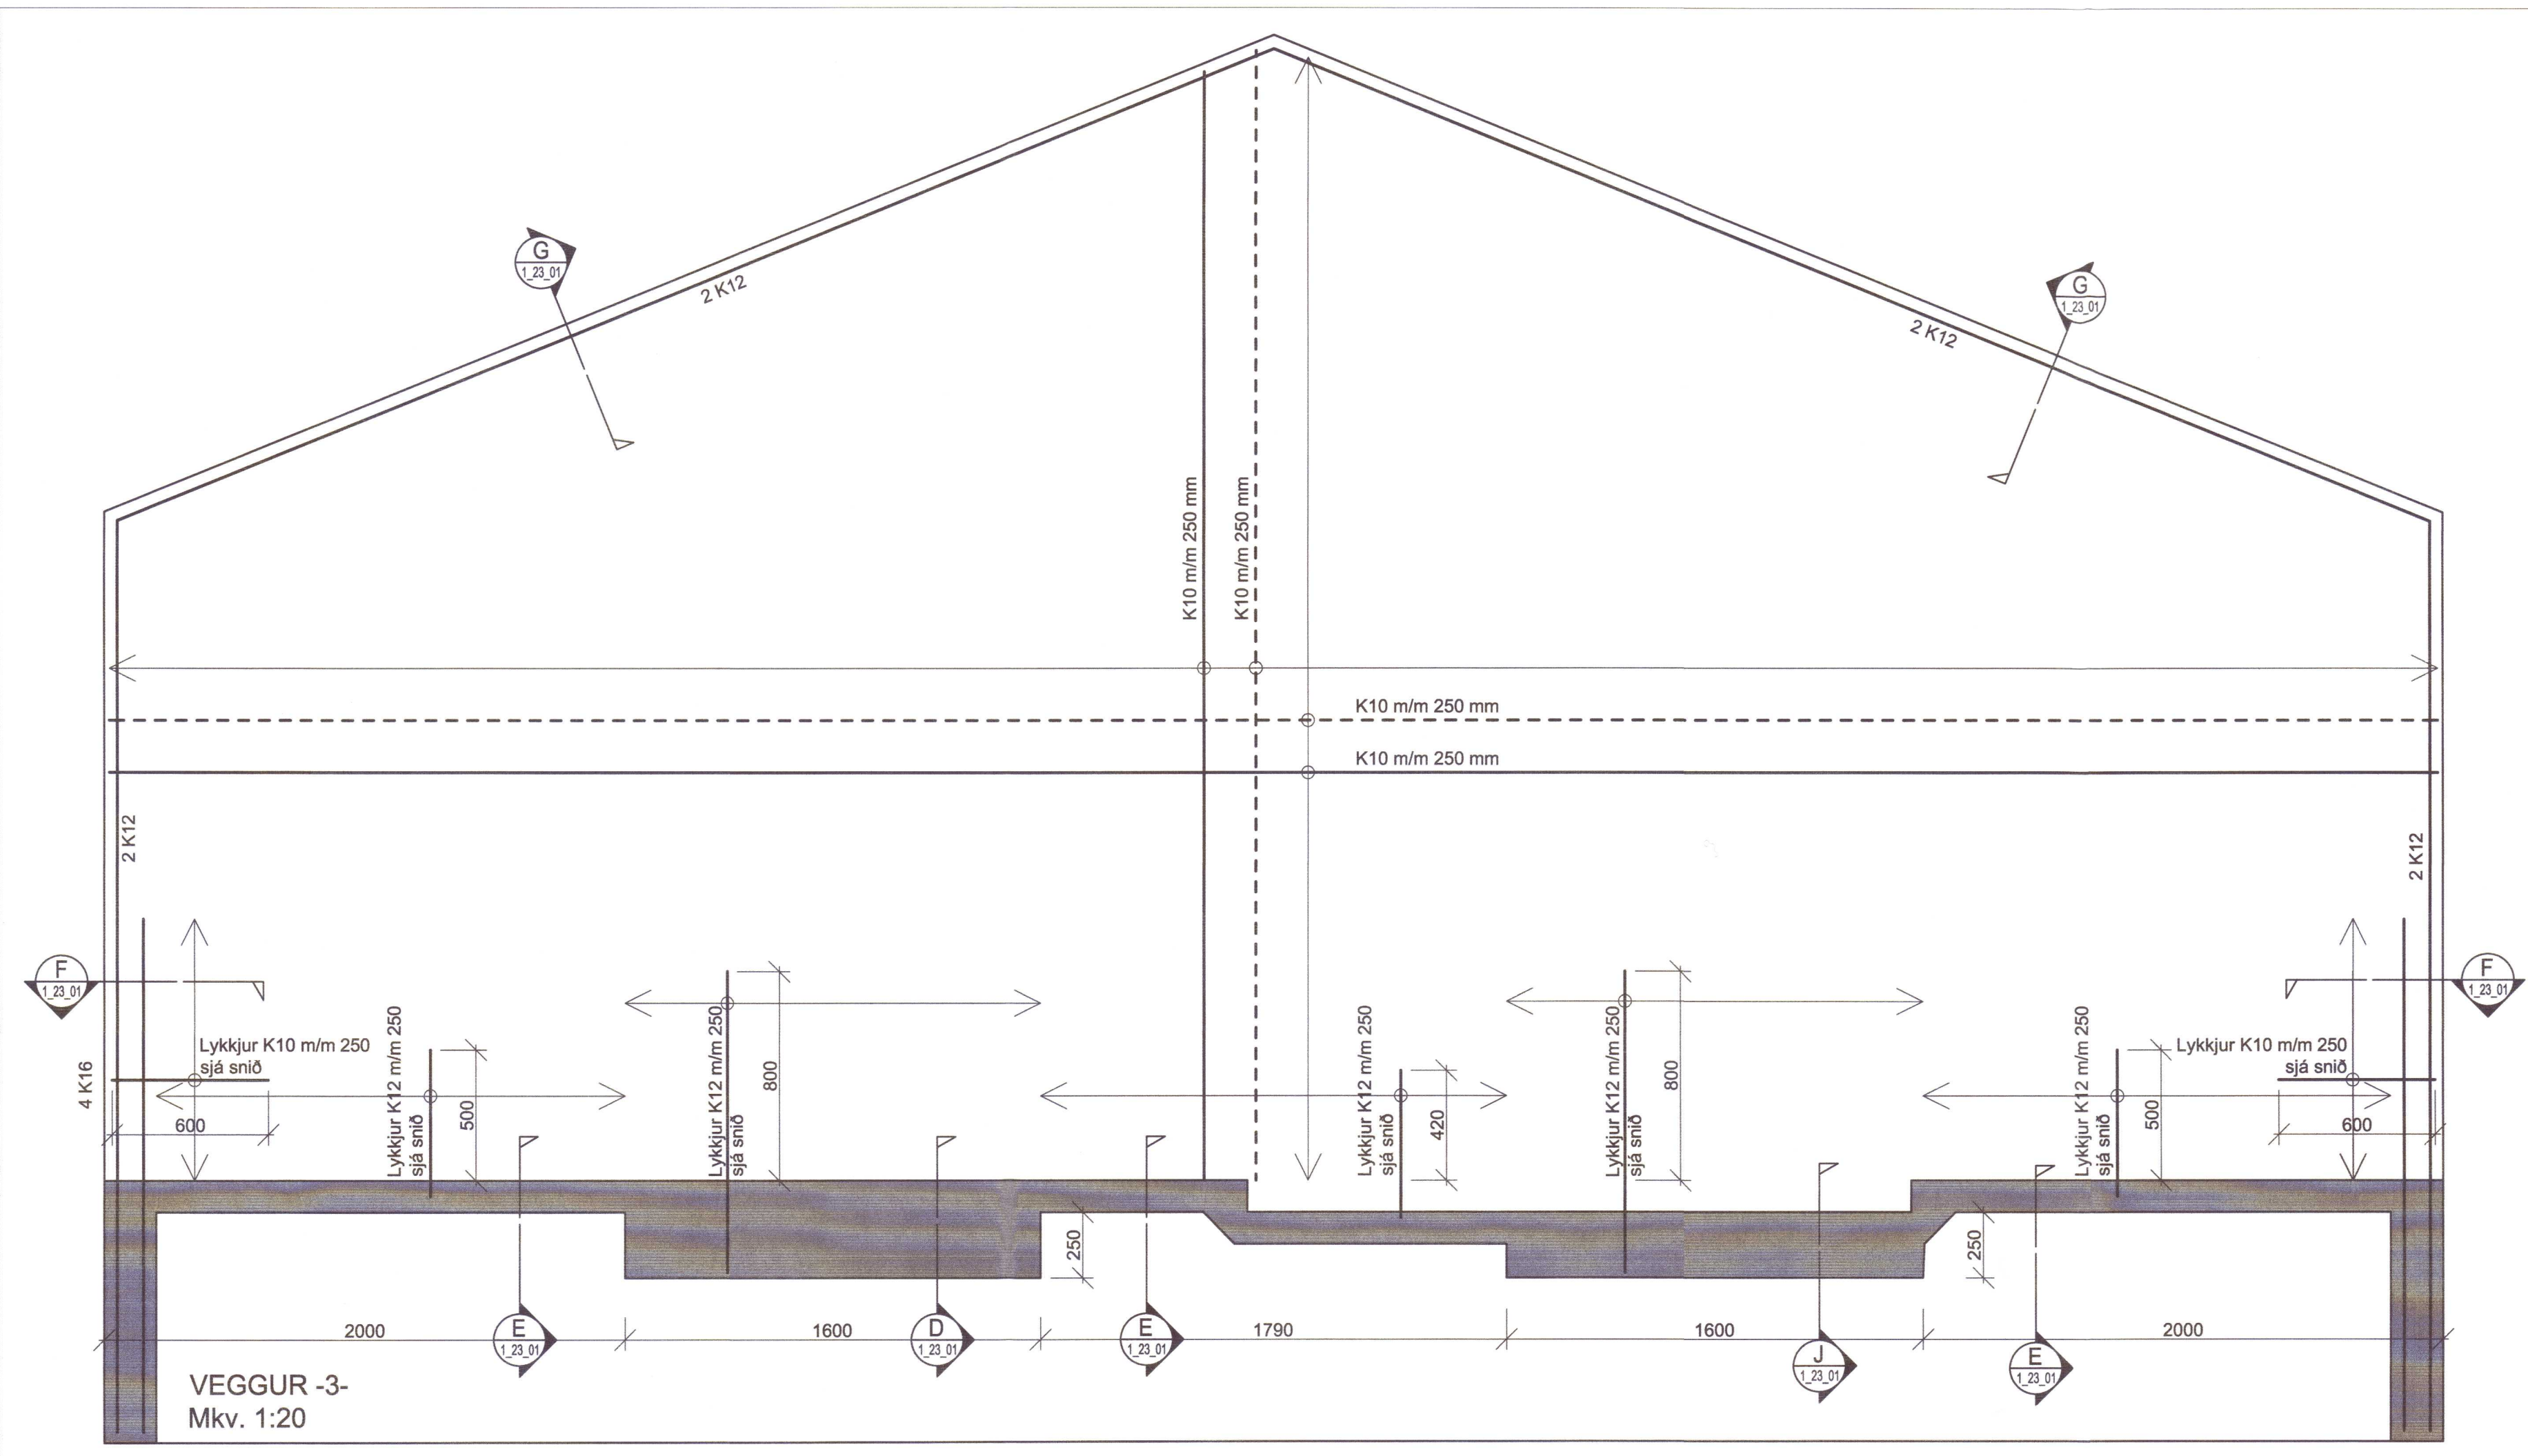 G
1_23_01
G
1_23_01
2 K12
2 K12
K10 m/m 250 mm
K10 m/m 250 mm
K10 m/m 250 mm
K10 m/m 250 mm
2 K12
2 K12
F
1_23_01
F
1_23_01
4 K16
Lykkjur K10 m/m 250
sjá snið
600
Lykkjur K12 m/m 250
sjá snið
500
Lykkjur K12 m/m 250
sjá snið
800
Lykkjur K12 m/m 250
sjá snið
420
Lykkjur K12 m/m 250
sjá snið
800
Lykkjur K12 m/m 250
sjá snið
500
Lykkjur K10 m/m 250
sjá snið
600
250
250
2000
E
1_23_01
1600
D
1_23_01
E
1_23_01
1790
1600
J
1_23_01
E
1_23_01
2000
VEGGUR -3-
Mkv. 1:20